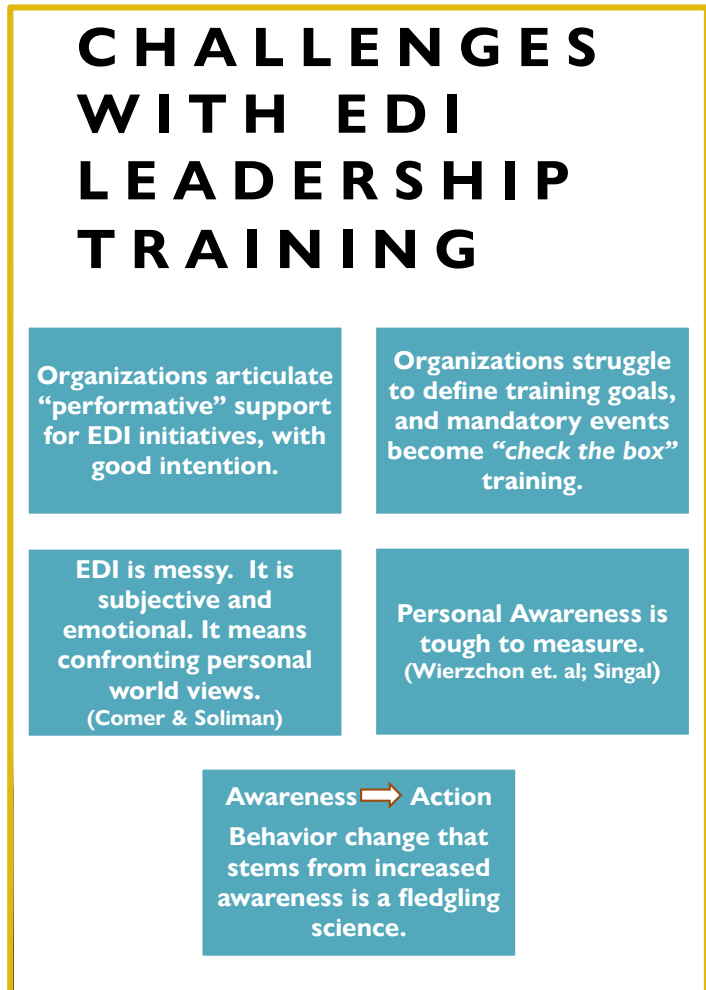 CHALLENGES
WITH EDI
LEADERSHIP
TRAINING
Organizations articulate
“performative” support
for EDI initiatives, with
good intention.
Organizations struggle
to define training goals,
and mandatory events
become “check the box”
training.
EDI is messy.  It is
subjective and
emotional. It means
confronting personal
world views.
(Comer & Soliman)
Personal Awareness is
tough to measure.
(Wierzchon et. al; Singal)
Awareness Action
Behavior change that
stems from increased
awareness is a fledgling
science.